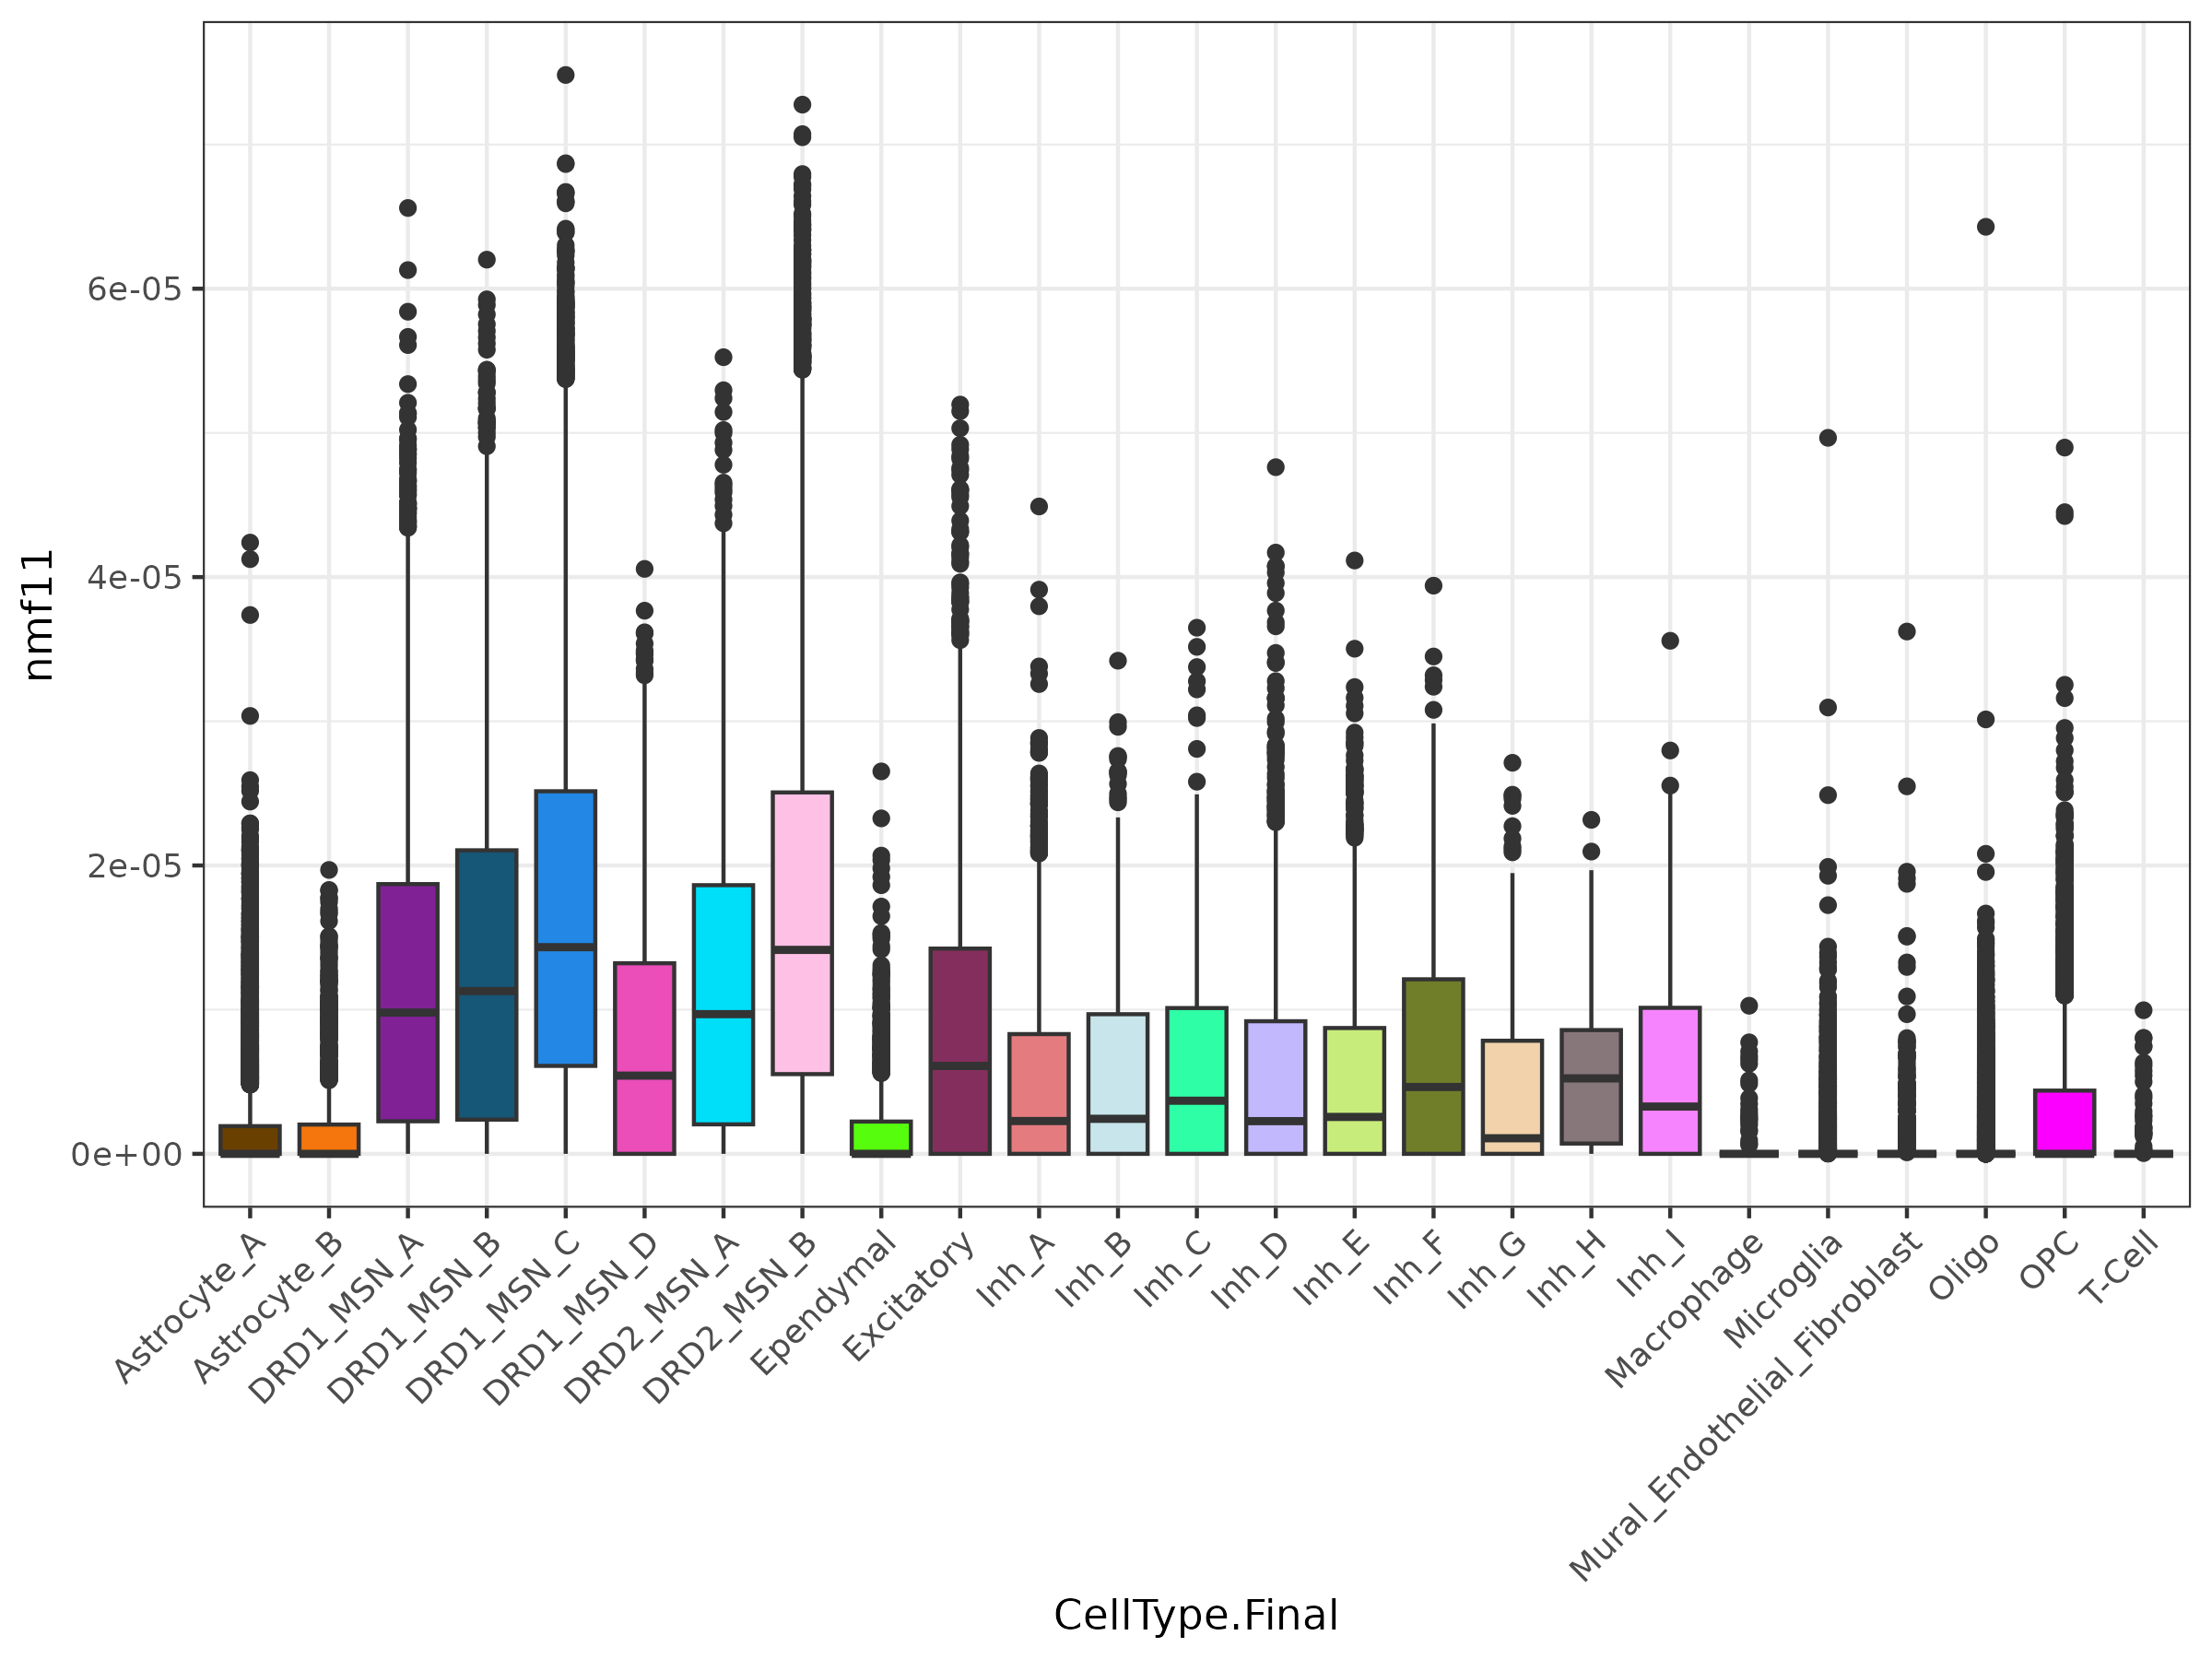 nmf11
6e-05
4e-05
2e-05
0e+00
Astrocyte_A
Astrocyte_B
DRD1_MSN_A
DRD1_MSN_B
DRD1_MSN_C
DRD1_MSN_D
DRD2_MSN_A
DRD2_MSN_B
Ependymal
Excitatory
Inh_A
Inh_B
Inh_C
Inh_D
Inh_E
Inh_F
Inh_G
Inh_H
Inh_I
Macrophage
Microglia
Mural_Endothelial_Fibroblast
Oligo
OPC
T-Cell
CellType.Final